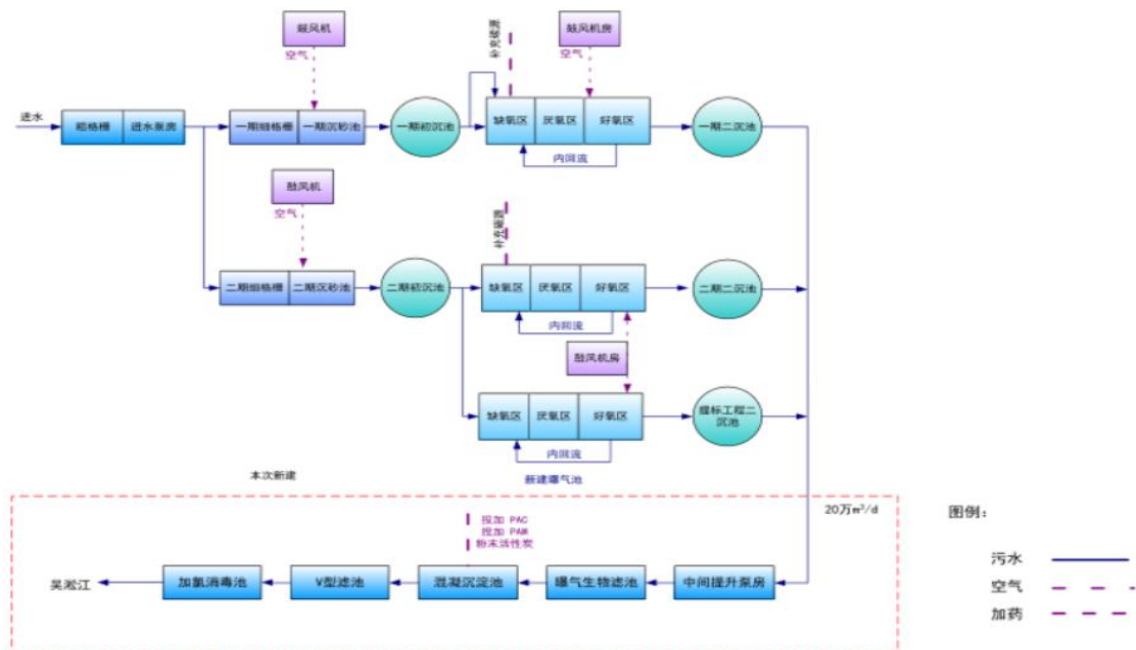 鼓风机
鼓风机房
空气
补充碳源
空气
进水
粗格栅
进水泵房
一期细格栅
一期沉砂池
一期初沉池
缺氧区
厌氧区
好氧区
一期二沉池
内回流
鼓风机
空气
补充碳源
二期细格栅
二期沉砂池
二期初沉池
缺氧区
厌氧区
好氧区
二期二沉池
内回流
鼓风机房
缺氧区
厌氧区
好氧区
提标工程二
沉池
内回流
新建曝气池
本次新建
20万m³/d
投加 PAC
投加 PAM
粉末活性炭
吴淞江
加氯消毒池
V型滤池
混凝沉淀池
曝气生物滤池
中间提升泵房
图例：
污水
空气
加药